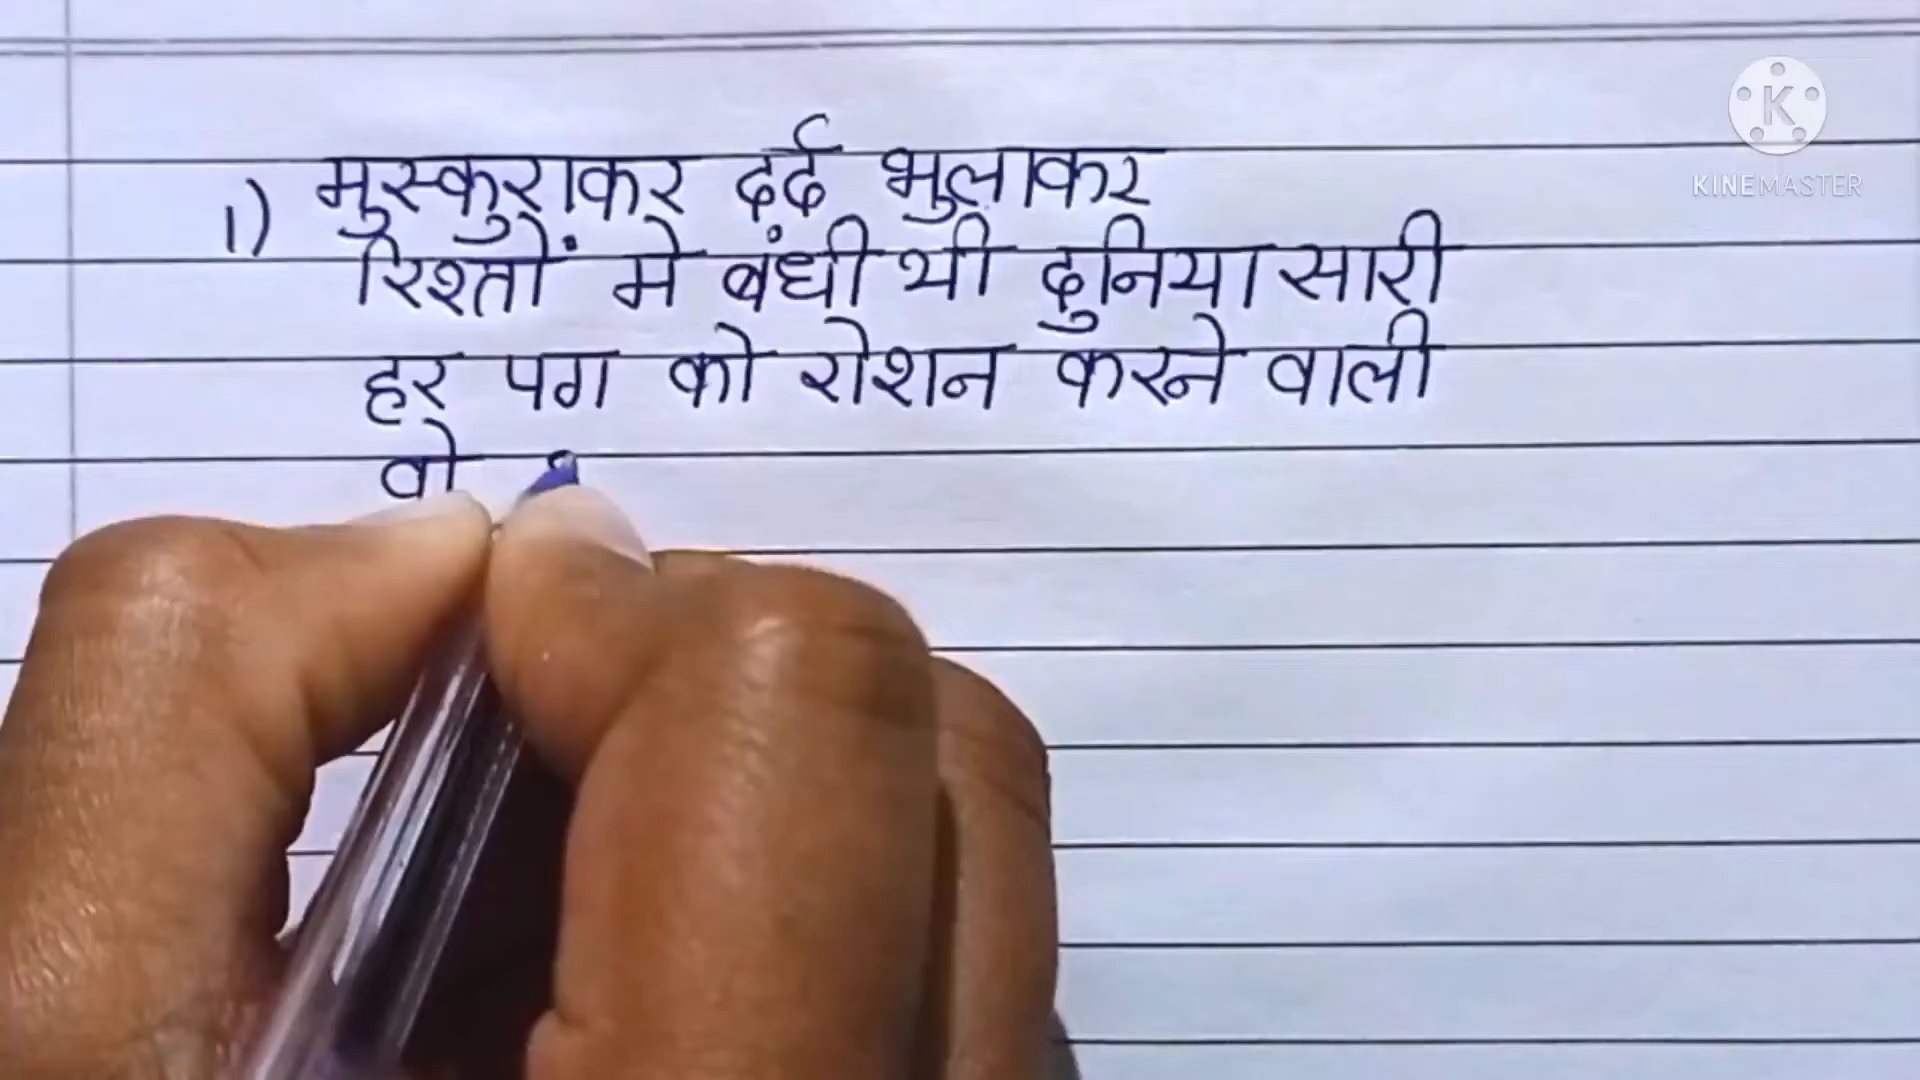 1) मुस्कुराकर दर्द भुलाकर
रिश्तों मे बंधी थी दुनिया सारी
हर पग को रोशन करने वाली
वो
KINEMASTER